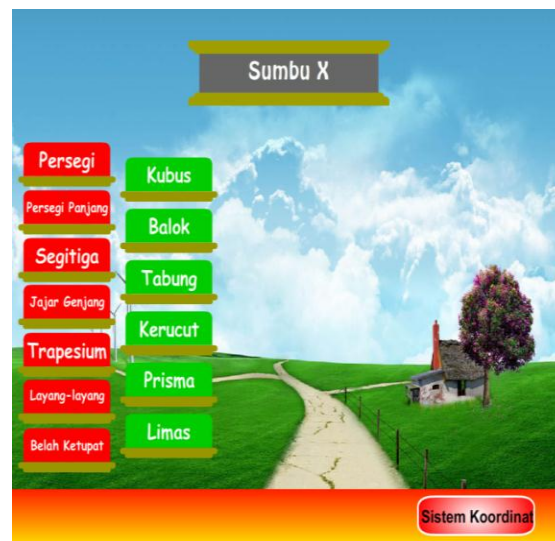 Sumbu X
Persegi
Persegi Panjang
Segitiga
Jajar Genjang
Trapesium
Layang-layang
Belah Ketupat
Kubus
Balok
Tabung
Kerucut
Prisma
Limas
Sistem Koordinat